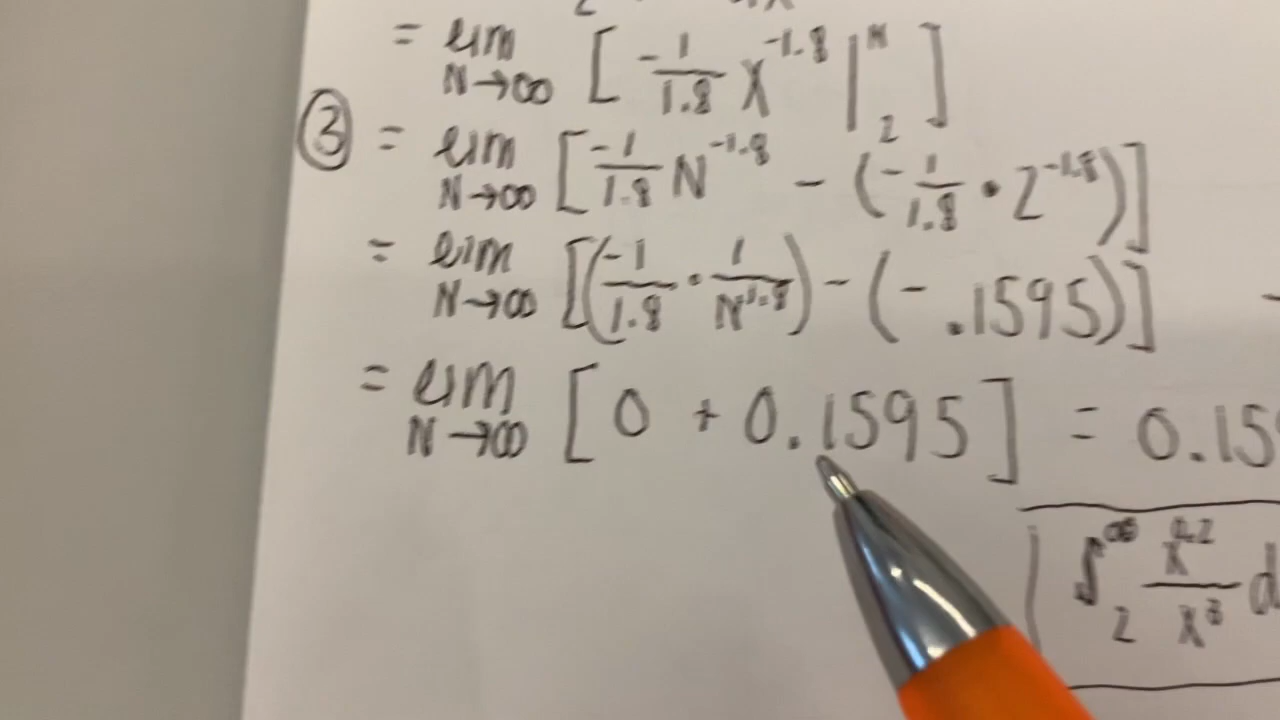 = lim N→∞ [ -1/1.8 X^-1.8 |_2^N ]
③ = lim N→∞ [ -1/1.8 N^-1.8 - (-1/1.8 · 2^-1.8) ]
= lim N→∞ [ (-1/1.8 · 1/N^1.8) - (- .1595) ]
= lim N→∞ [ 0 + 0.1595 ] = 0.15
∫_2^∞ x^0.2/x^3 d